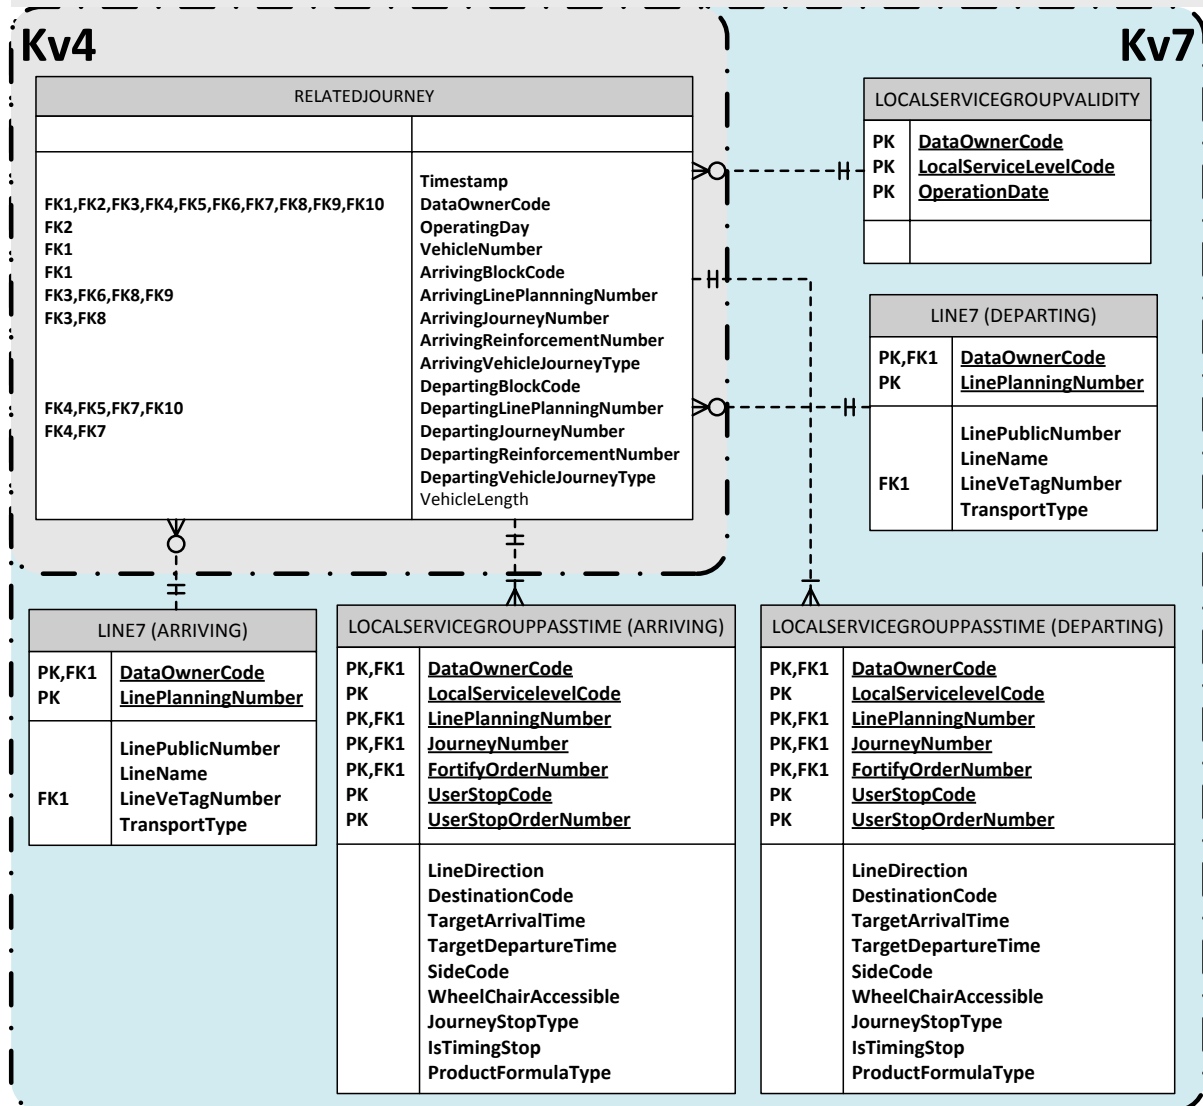 Kv4
Kv7
RELATEDJOURNEY
Timestamp
FK1,FK2,FK3,FK4,FK5,FK6,FK7,FK8,FK9,FK10 DataOwnerCode
FK2 OperatingDay
FK1 VehicleNumber
FK1 ArrivingBlockCode
FK3,FK6,FK8,FK9 ArrivingLinePlannningNumber
FK3,FK8 ArrivingJourneyNumber
ArrivingReinforcementNumber
ArrivingVehicleJourneyType
DepartingBlockCode
FK4,FK5,FK7,FK10 DepartingLinePlanningNumber
FK4,FK7 DepartingJourneyNumber
DepartingReinforcementNumber
DepartingVehicleJourneyType
VehicleLength
LOCALSERVICEGROUPVALIDITY
PK DataOwnerCode
PK LocalServiceLevelCode
PK OperationDate
LINE7 (DEPARTING)
PK,FK1 DataOwnerCode
PK LinePlanningNumber
LinePublicNumber
LineName
FK1 LineVeTagNumber
TransportType
LINE7 (ARRIVING)
PK,FK1 DataOwnerCode
PK LinePlanningNumber
LinePublicNumber
LineName
FK1 LineVeTagNumber
TransportType
LOCALSERVICEGROUPPASSTIME (ARRIVING)
PK,FK1 DataOwnerCode
PK LocalServicelevelCode
PK,FK1 LinePlanningNumber
PK,FK1 JourneyNumber
PK,FK1 FortifyOrderNumber
PK UserStopCode
PK UserStopOrderNumber
LineDirection
DestinationCode
TargetArrivalTime
TargetDepartureTime
SideCode
WheelChairAccessible
JourneyStopType
IsTimingStop
ProductFormulaType
LOCALSERVICEGROUPPASSTIME (DEPARTING)
PK,FK1 DataOwnerCode
PK LocalServicelevelCode
PK,FK1 LinePlanningNumber
PK,FK1 JourneyNumber
PK,FK1 FortifyOrderNumber
PK UserStopCode
PK UserStopOrderNumber
LineDirection
DestinationCode
TargetArrivalTime
TargetDepartureTime
SideCode
WheelChairAccessible
JourneyStopType
IsTimingStop
ProductFormulaType